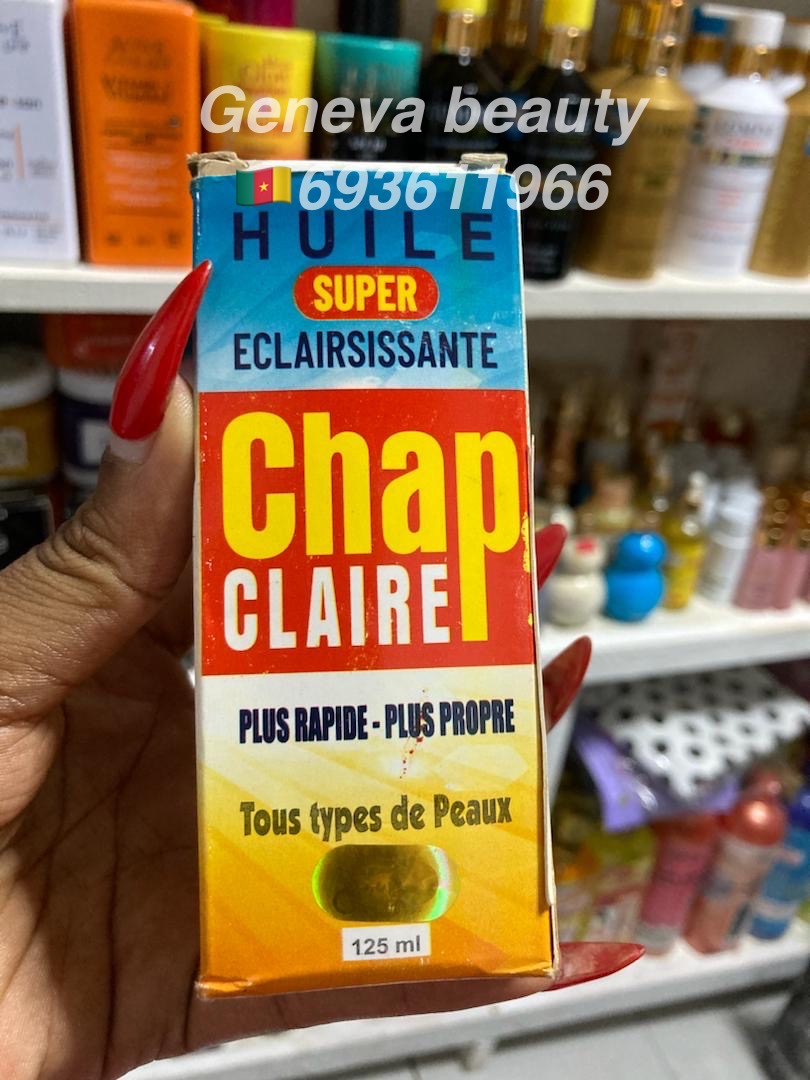 Geneva beauty
🇨🇲693611966
HUILE
SUPER
ECLAIRSISSANTE
Chap
CLAIRE
PLUS RAPIDE - PLUS PROPRE
Tous types de Peaux
125 ml